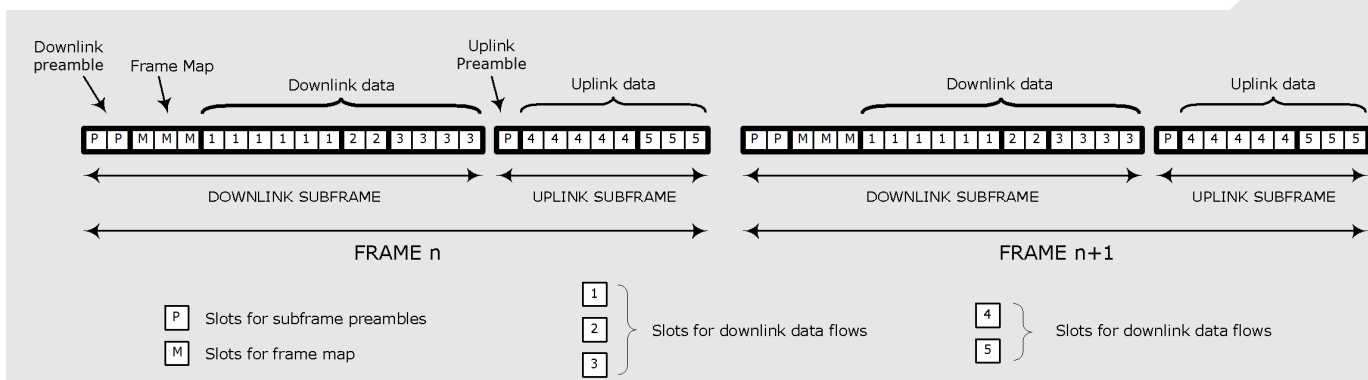 Downlink
preamble
Frame Map
Downlink data
Uplink
Preamble
Uplink data
Downlink data
Uplink data
P P M M M 1 1 1 1 1 1 2 2 3 3 3 3
P 4 4 4 4 4 5 5 5
P P M M M 1 1 1 1 1 1 2 2 3 3 3 3
P 4 4 4 4 4 5 5 5
DOWNLINK SUBFRAME
UPLINK SUBFRAME
DOWNLINK SUBFRAME
UPLINK SUBFRAME
FRAME n
FRAME n+1
P Slots for subframe preambles
M Slots for frame map
1
2
3
Slots for downlink data flows
4
5
Slots for downlink data flows